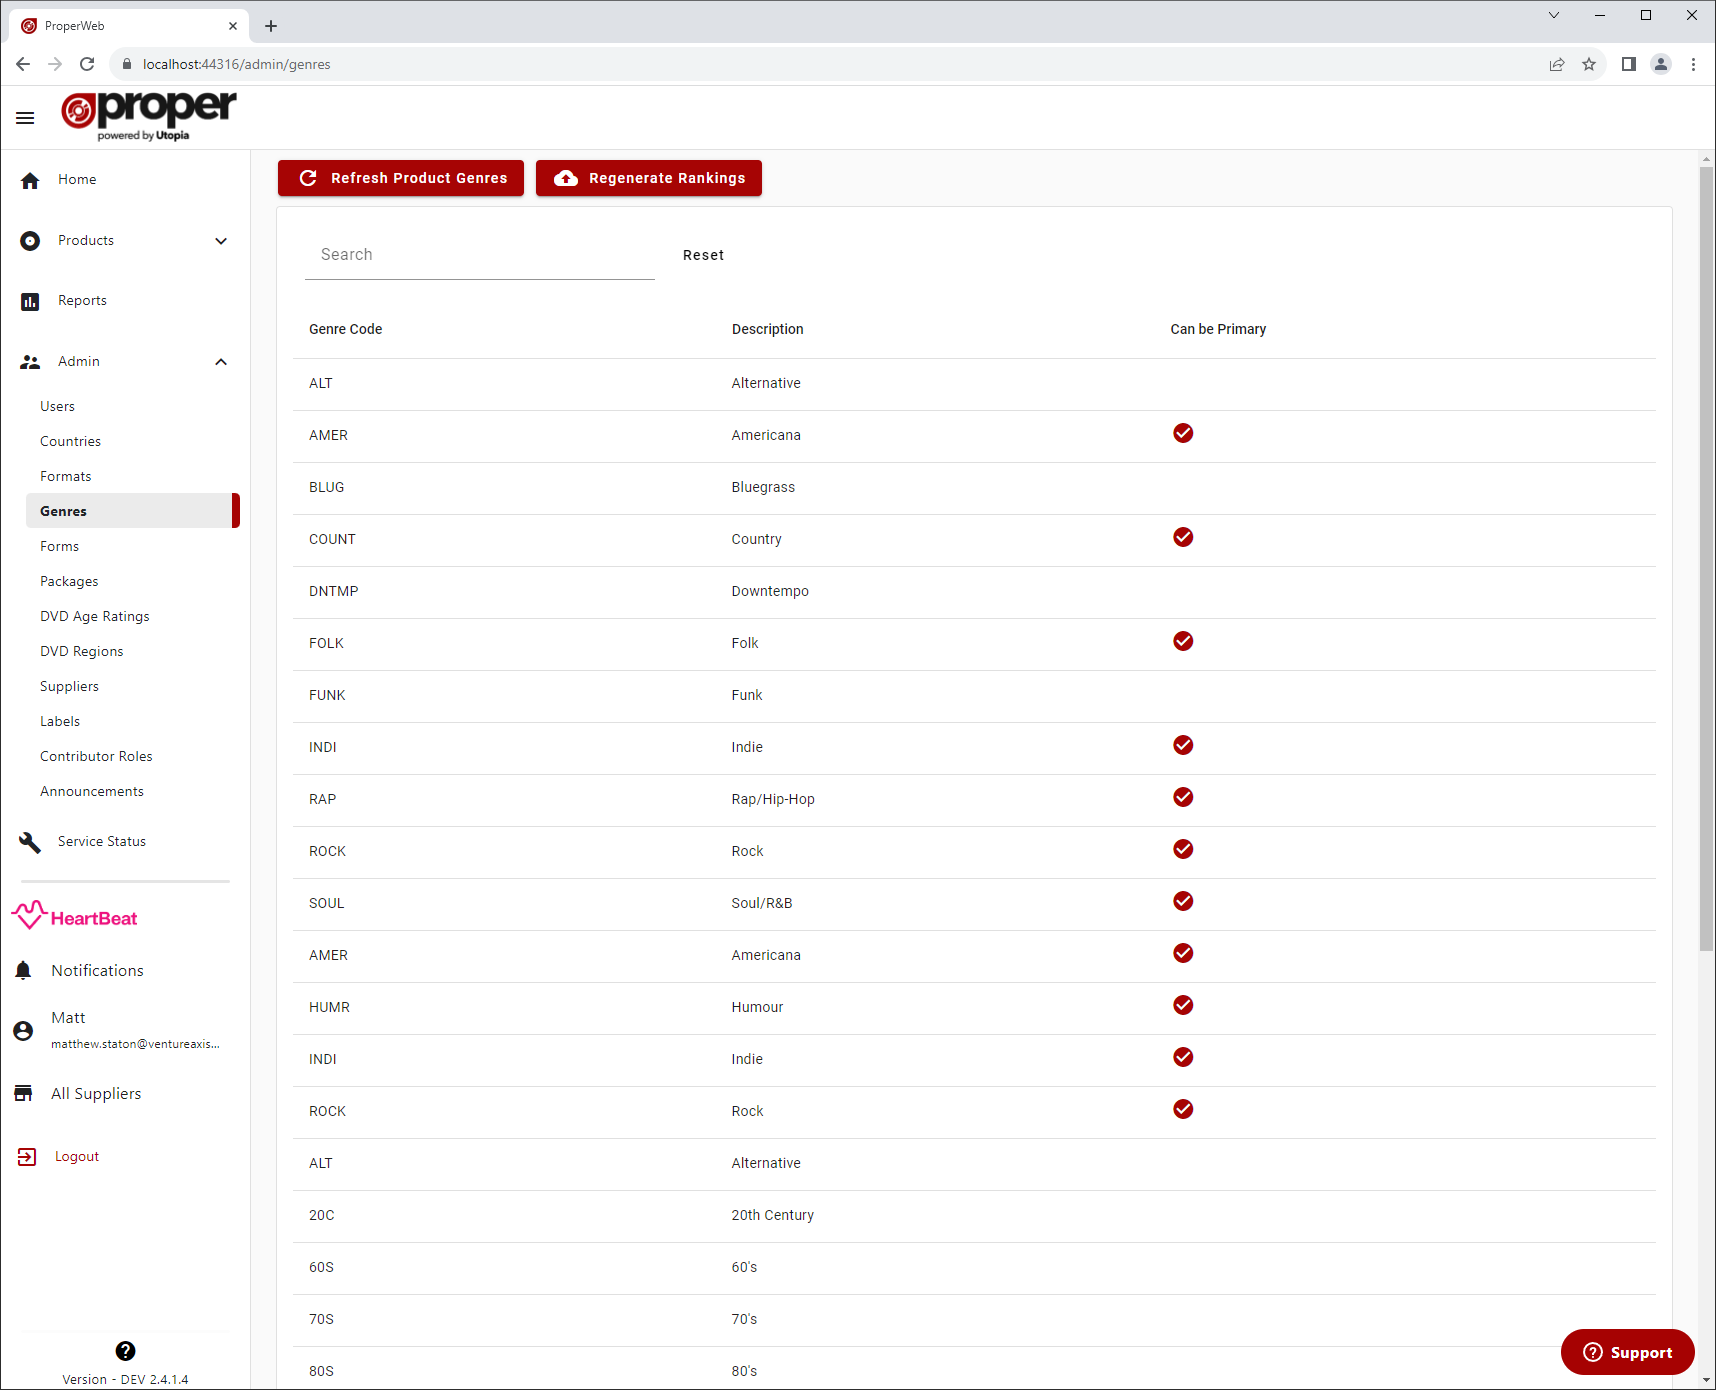 ProperWeb
localhost:44316/admin/genres
proper
powered by Utopia
Home
Products
Reports
Admin
Users
Countries
Formats
Genres
Forms
Packages
DVD Age Ratings
DVD Regions
Suppliers
Labels
Contributor Roles
Announcements
Service Status
HeartBeat
Notifications
Matt
matthew.staton@ventureaxis...
All Suppliers
Logout
Version - DEV 2.4.1.4
Refresh Product Genres Regenerate Rankings
Search Reset
Genre Code Description Can be Primary
ALT Alternative
AMER Americana
BLUG Bluegrass
COUNT Country
DNTMP Downtempo
FOLK Folk
FUNK Funk
INDI Indie
RAP Rap/Hip-Hop
ROCK Rock
SOUL Soul/R&B
AMER Americana
HUMR Humour
INDI Indie
ROCK Rock
ALT Alternative
20C 20th Century
60S 60's
70S 70's
80S 80's
Support